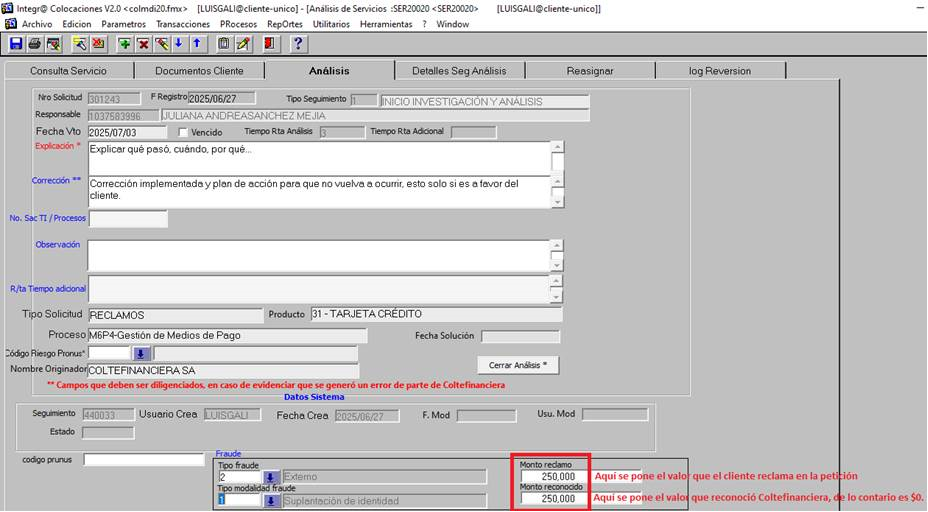 Integr@ Colocaciones V2.0 <colmdi20.fmx> [LUISGALI@cliente-unico] - [Análisis de Servicios :SER20020 <SER20020> [LUISGALI@cliente-unico]]
Archivo Edicion Parametros Transacciones PRocesos RepOrtes Utilitarios Herramientas ? Window
Consulta Servicio Documentos Cliente Análisis Detalles Seg Análisis Reasignar log Reversion
Nro Solicitud 301243 F Registro 2025/06/27 Tipo Seguimiento 1 INICIO INVESTIGACIÓN Y ANÁLISIS
Responsable 1037583996 JULIANA ANDREASANCHEZ MEJIA
Fecha Vto 2025/07/03 Vencido Tiempo Rta Análisis 3 Tiempo Rta Adicional
Explicación * Explicar qué pasó, cuándo, por qué...
Corrección ** Corrección implementada y plan de acción para que no vuelva a ocurrir, esto solo si es a favor del
cliente.
No. Sac TI / Procesos
Observación
R/ta Tiempo adicional
Tipo Solicitud RECLAMOS Producto 31 - TARJETA CRÉDITO
Proceso M6P4-Gestión de Medios de Pago Fecha Solución
Código Riesgo Pronus*
Nombre Originador COLTEFINANCIERA SA Cerrar Análisis *
** Campos que deben ser diligenciados, en caso de evidenciar que se generó un error de parte de Coltefinanciera
Datos Sistema
Seguimiento 440033 Usuario Crea LUISGALI Fecha Crea 2025/06/27 F. Mod Usu. Mod
Estado
codigo prunus
Fraude
Tipo fraude Monto reclamo
2 Externo 250,000 Aquí se pone el valor que el cliente reclama en la petición
Tipo modalidad fraude Monto reconocido
1 Suplantación de identidad 250,000 Aquí se pone el valor que reconoció Coltefinanciera, de lo contario es $0.